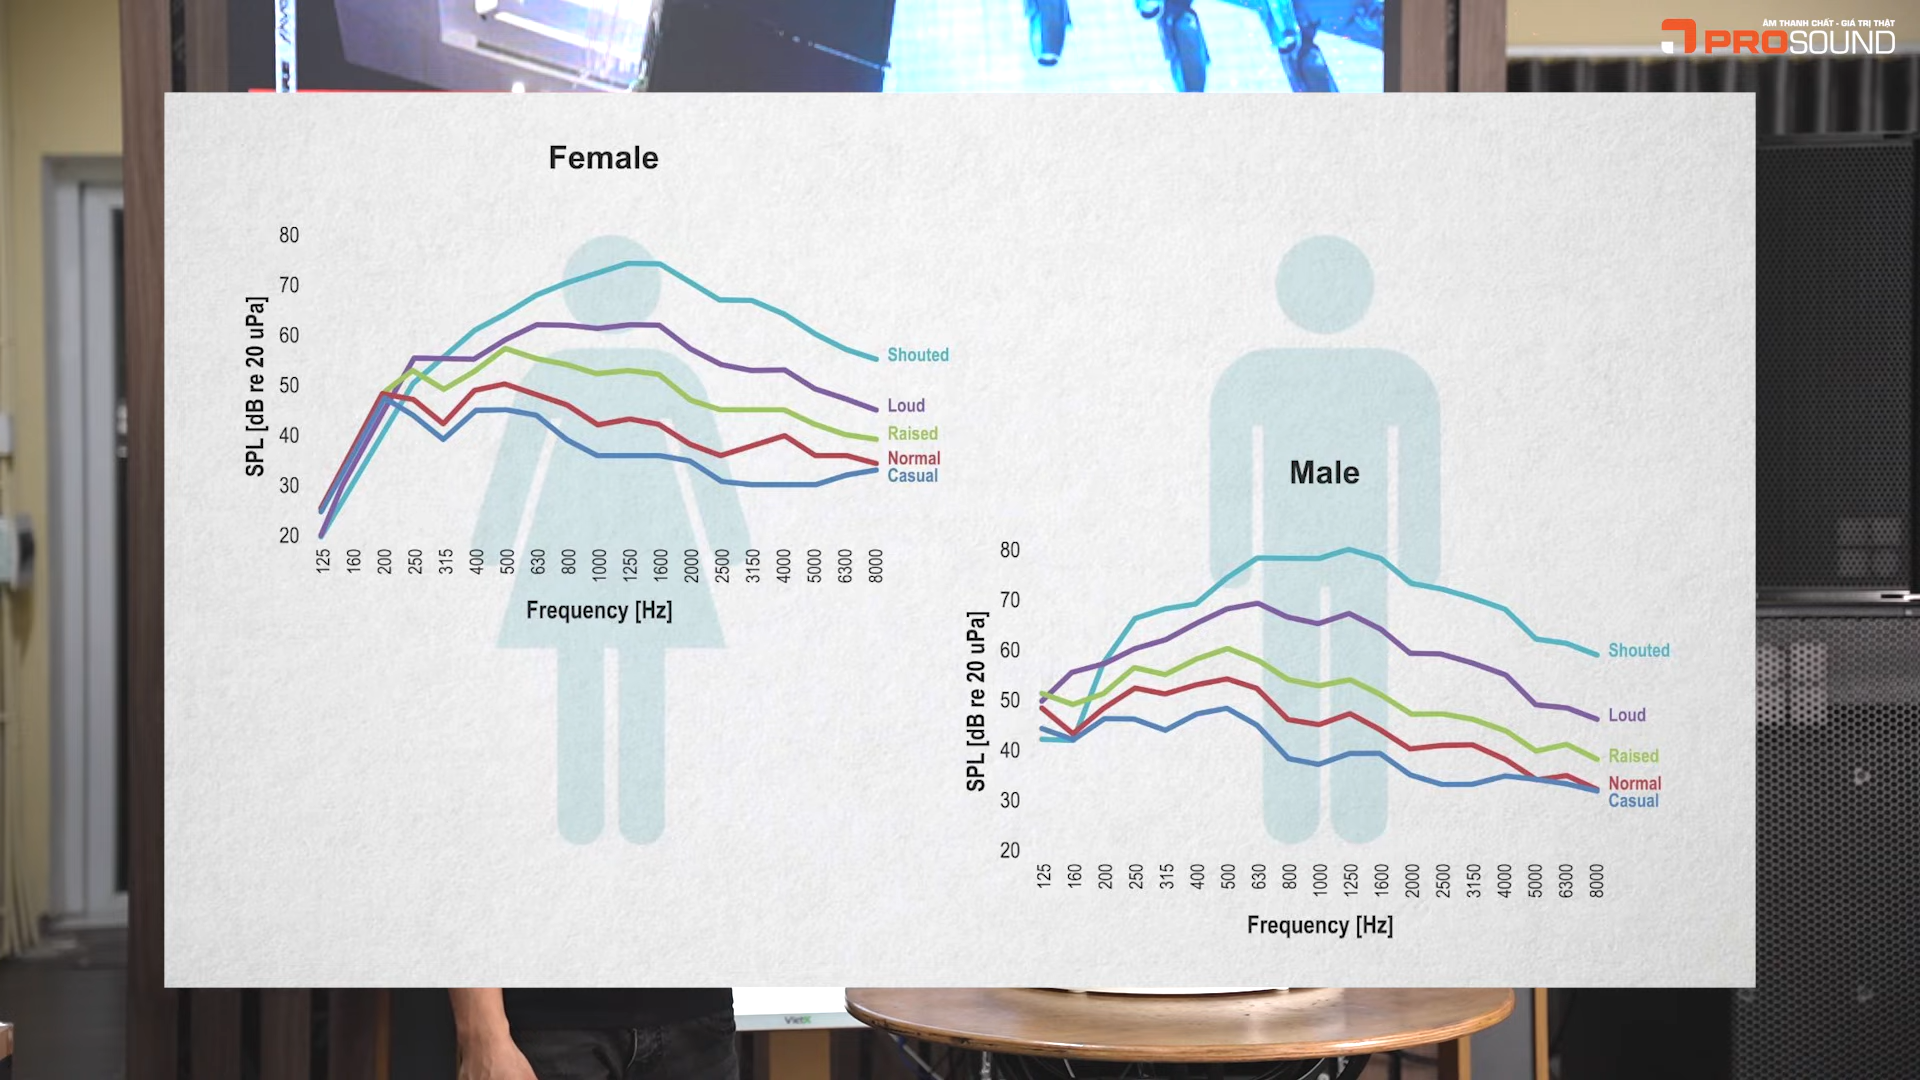 ÂM THANH CHẤT - GIÁ TRỊ THẬT
PROSOUND
Female
80
70
60
50
40
30
20
SPL [dB re 20 uPa]
Shouted
Loud
Raised
Normal
Casual
125 160 200 250 315 400 500 630 800 1000 1250 1600 2000 2500 3150 4000 5000 6300 8000
Frequency [Hz]
Male
80
70
60
50
40
30
20
SPL [dB re 20 uPa]
Shouted
Loud
Raised
Normal
Casual
125 160 200 250 315 400 500 630 800 1000 1250 1600 2000 2500 3150 4000 5000 6300 8000
Frequency [Hz]
VietK